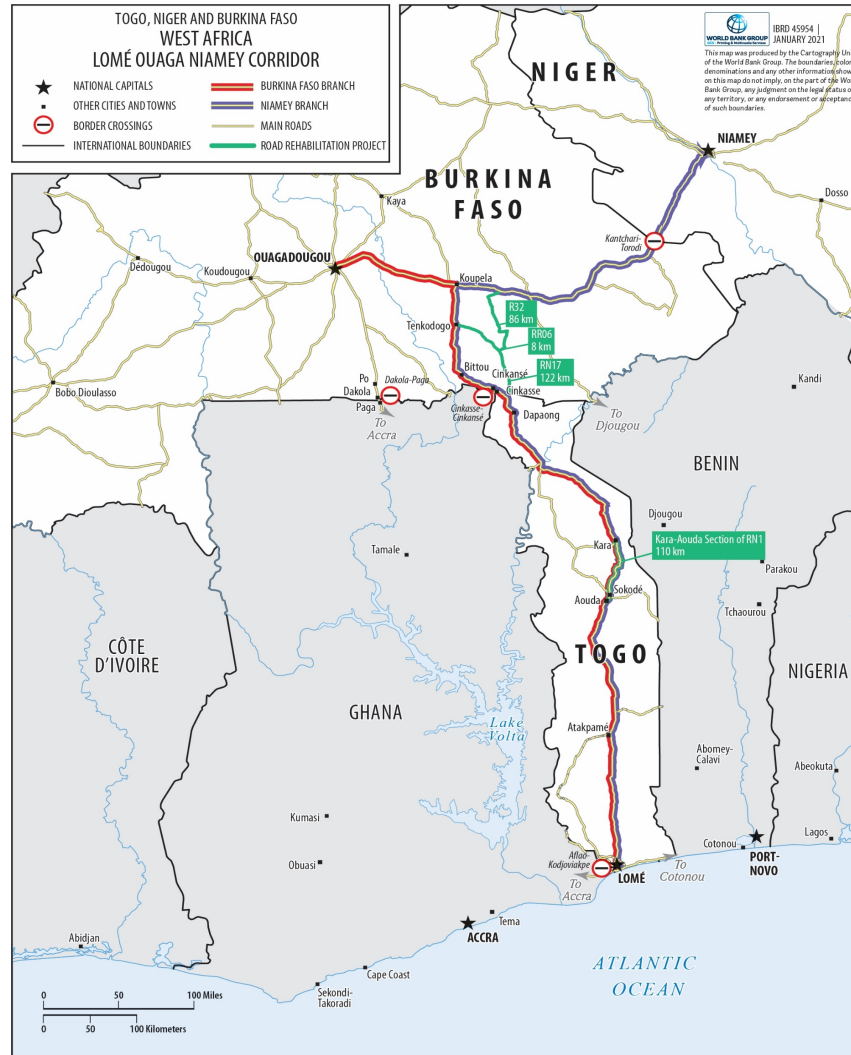 TOGO, NIGER AND BURKINA FASO
WEST AFRICA
LOMÉ OUAGA NIAMEY CORRIDOR
NATIONAL CAPITALS
OTHER CITIES AND TOWNS
BORDER CROSSINGS
INTERNATIONAL BOUNDARIES
BURKINA FASO BRANCH
NIAMEY BRANCH
MAIN ROADS
ROAD REHABILITATION PROJECT
WORLD BANK GROUP
Printing & Multimedia Services
IBRD 45954 |
JANUARY 2021
This map was produced by the Cartography Un
of the World Bank Group. The boundaries, color
denominations and any other information show
on this map do not imply, on the part of the Wor
Bank Group, any judgment on the legal status o
any territory, or any endorsement or acceptanc
of such boundaries.
NIGER
NIAMEY
BURKINA
FASO
Kaya
Dosso
Kantchari-
Torodi
OUAGADOUGOU
Dédougou
Koudougou
Koupela
R32
86 km
Tenkodogo
RR06
8 km
RN17
122 km
Bittou
Cinkansé
Cinkasse
Po
Dakola
Dakola-Paga
Paga
Bobo Dioulasso
Cinkasse-
Cinkansé
Kandi
To
Accra
Dapaong
To
Djougou
BENIN
Djougou
Kara-Aouda Section of RN1
110 km
Kara
Tamale
Parakou
Sokodé
Aouda
Tchaourou
CÔTE
D'IVOIRE
TOGO
NIGERIA
GHANA
Lake
Volta
Atakpamé
Abomey-
Calavi
Abeokuta
Kumasi
Lagos
Obuasi
Aflao-
Kodjoviakpe
Cotonou
PORT-
NOVO
To
Accra
LOMÉ
To
Cotonou
Tema
ACCRA
Abidjan
Cape Coast
Sekondi-
Takoradi
ATLANTIC
OCEAN
0 50 100 Miles
0 50 100 Kilometers